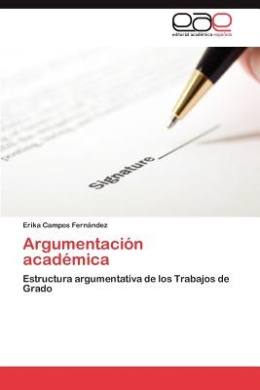 eae
editorial académica española
Signature
Erika Campos Fernández
Argumentación
académica
Estructura argumentativa de los Trabajos de
Grado